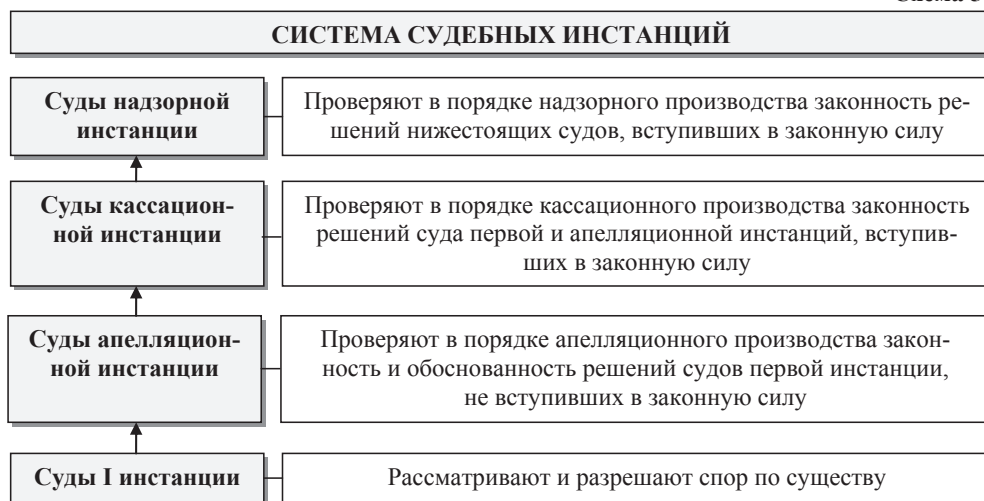 СИСТЕМА СУДЕБНЫХ ИНСТАНЦИЙ
Суды надзорной
инстанции
Проверяют в порядке надзорного производства законность ре-
шений нижестоящих судов, вступивших в законную силу
Суды кассацион-
ной инстанции
Проверяют в порядке кассационного производства законность
решений суда первой и апелляционной инстанций, вступив-
ших в законную силу
Суды апелляцион-
ной инстанции
Проверяют в порядке апелляционного производства закон-
ность и обоснованность решений судов первой инстанции,
не вступивших в законную силу
Суды I инстанции
Рассматривают и разрешают спор по существу